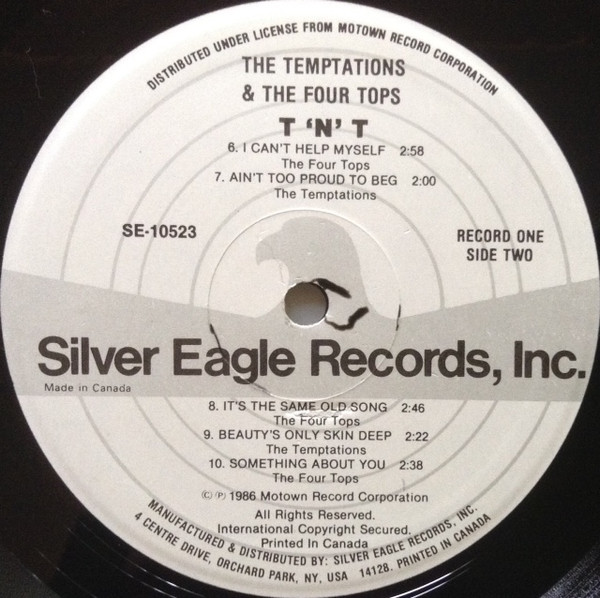 DISTRIBUTED UNDER LICENSE FROM MOTOWN RECORD CORPORATION
THE TEMPTATIONS
& THE FOUR TOPS
T 'N' T
6. I CAN'T HELP MYSELF 2:58
The Four Tops
7. AIN'T TOO PROUD TO BEG 2:00
The Temptations
SE-10523
RECORD ONE
SIDE TWO
Silver Eagle Records, Inc.
Made in Canada
8. IT'S THE SAME OLD SONG 2:46
The Four Tops
9. BEAUTY'S ONLY SKIN DEEP 2:22
The Temptations
10. SOMETHING ABOUT YOU 2:38
The Four Tops
© ℗ 1986 Motown Record Corporation
All Rights Reserved.
International Copyright Secured.
Printed In Canada
MANUFACTURED & DISTRIBUTED BY: SILVER EAGLE RECORDS, INC.
4 CENTRE DRIVE, ORCHARD PARK, NY, USA 14128. PRINTED IN CANADA